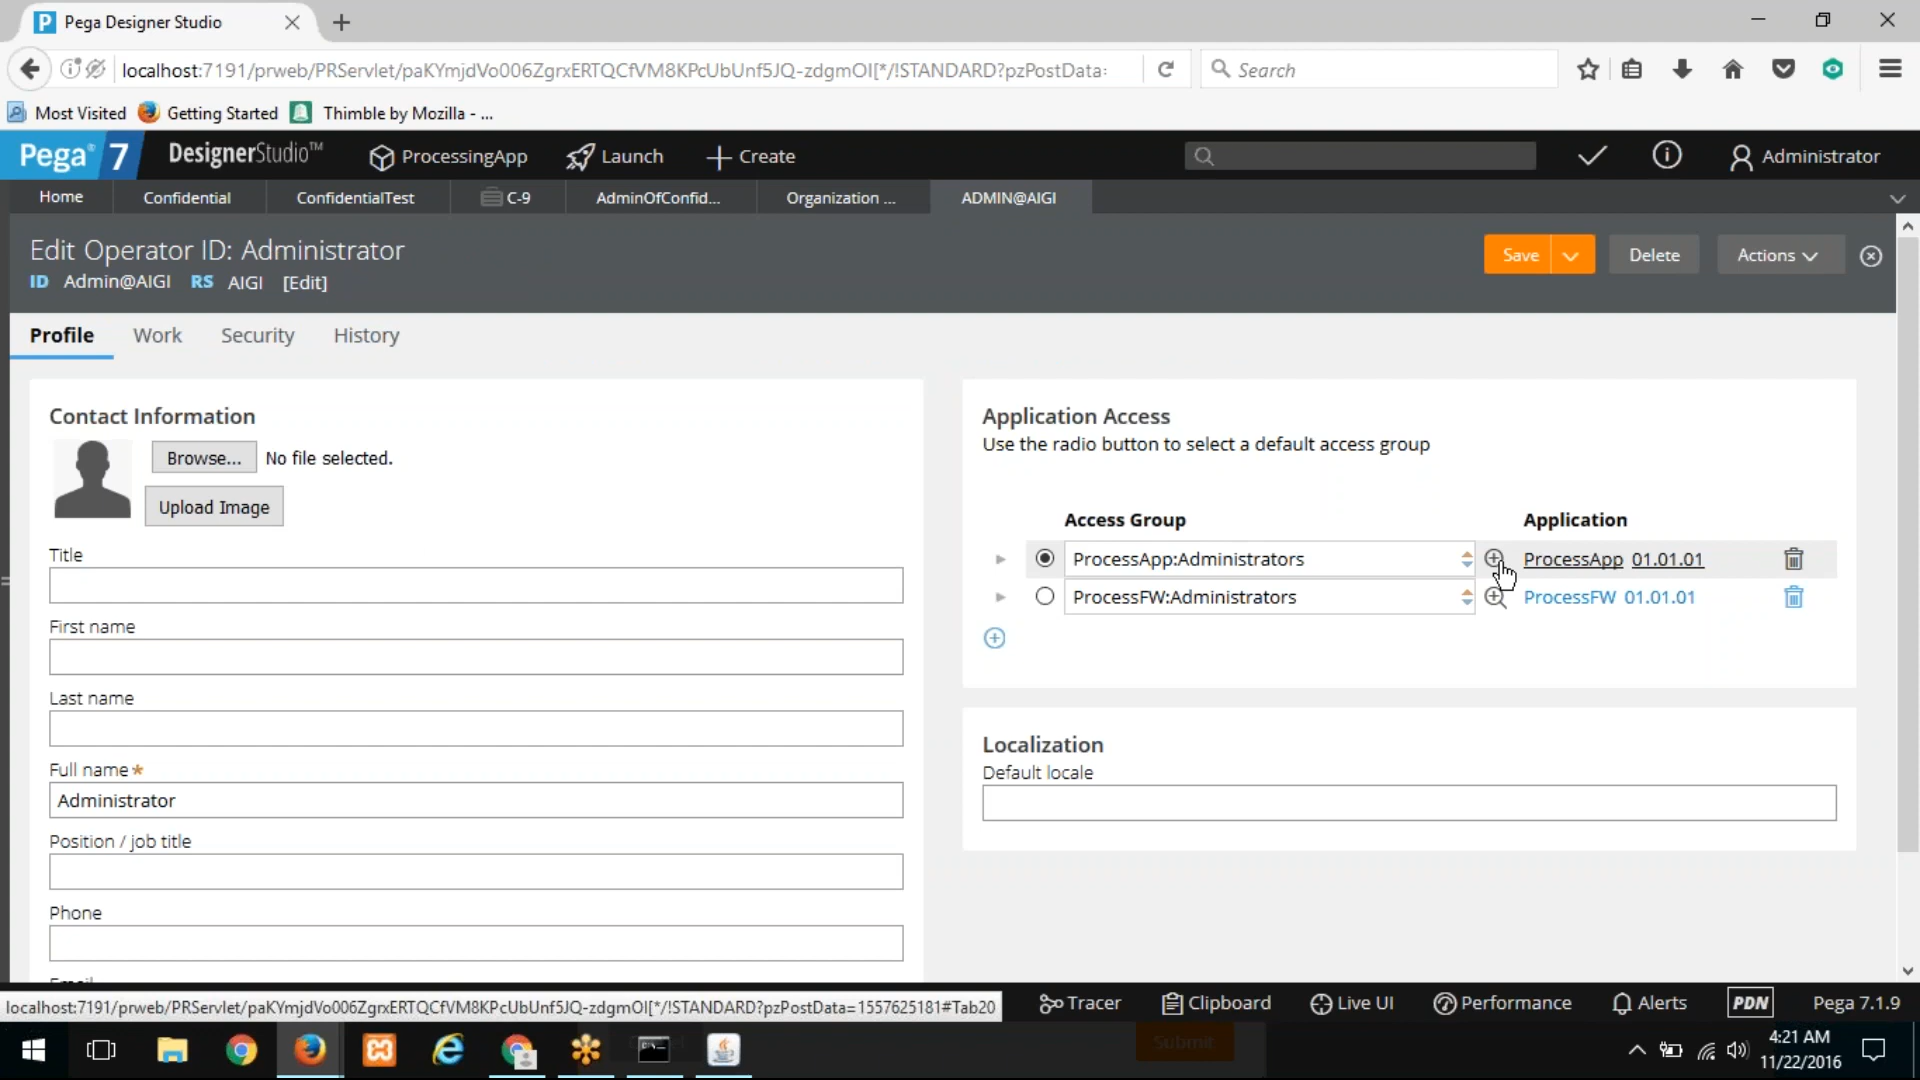 Pega Designer Studio
localhost:7191/prweb/PRServlet/paKYmjdVo006ZgrxERTQCfVM8KPcUbUnf5JQ-zdgmOI[*/!STANDARD?pzPostData:
Search
Most Visited Getting Started Thimble by Mozilla - ...
Pega 7 DesignerStudio™ ProcessingApp Launch Create Administrator
Home Confidential ConfidentialTest C-9 AdminOfConfid... Organization ... ADMIN@AIGI
Edit Operator ID: Administrator
ID Admin@AIGI RS AIGI [Edit]
Save Delete Actions
Profile Work Security History
Contact Information
Browse... No file selected.
Upload Image
Title
First name
Last name
Full name*
Administrator
Position / job title
Phone
Application Access
Use the radio button to select a default access group
Access Group Application
ProcessApp:Administrators ProcessApp 01.01.01
ProcessFW:Administrators ProcessFW 01.01.01
Localization
Default locale
localhost:7191/prweb/PRServlet/paKYmjdVo006ZgrxERTQCfVM8KPcUbUnf5JQ-zdgmOI[*/!STANDARD?pzPostData=1557625181#Tab20
Tracer Clipboard Live UI Performance Alerts PDN Pega 7.1.9
Submit
4:21 AM
11/22/2016